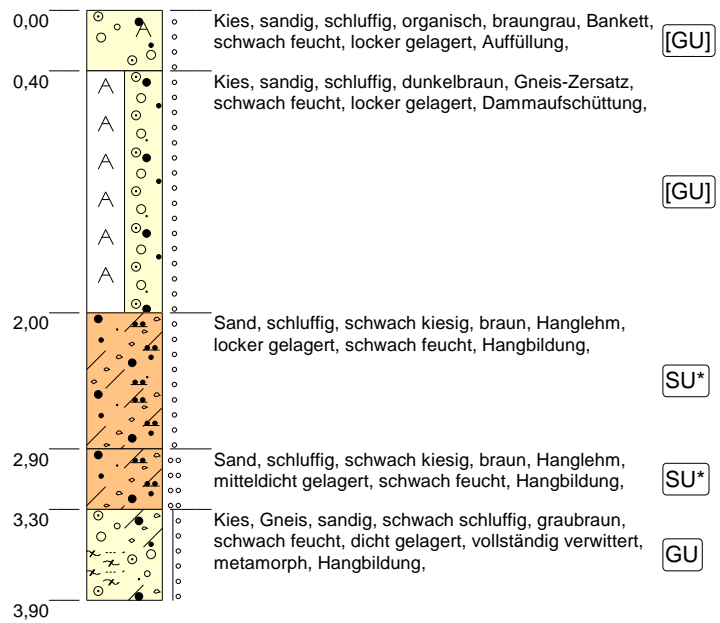 0,00
Kies, sandig, schluffig, organisch, braungrau, Bankett,
schwach feucht, locker gelagert, Auffüllung,
[GU]
0,40
Kies, sandig, schluffig, dunkelbraun, Gneis-Zersatz,
schwach feucht, locker gelagert, Dammaufschüttung,
[GU]
2,00
Sand, schluffig, schwach kiesig, braun, Hanglehm,
locker gelagert, schwach feucht, Hangbildung,
SU*
2,90
Sand, schluffig, schwach kiesig, braun, Hanglehm,
mitteldicht gelagert, schwach feucht, Hangbildung,
SU*
3,30
Kies, Gneis, sandig, schwach schluffig, graubraun,
schwach feucht, dicht gelagert, vollständig verwittert,
metamorph, Hangbildung,
GU
3,90